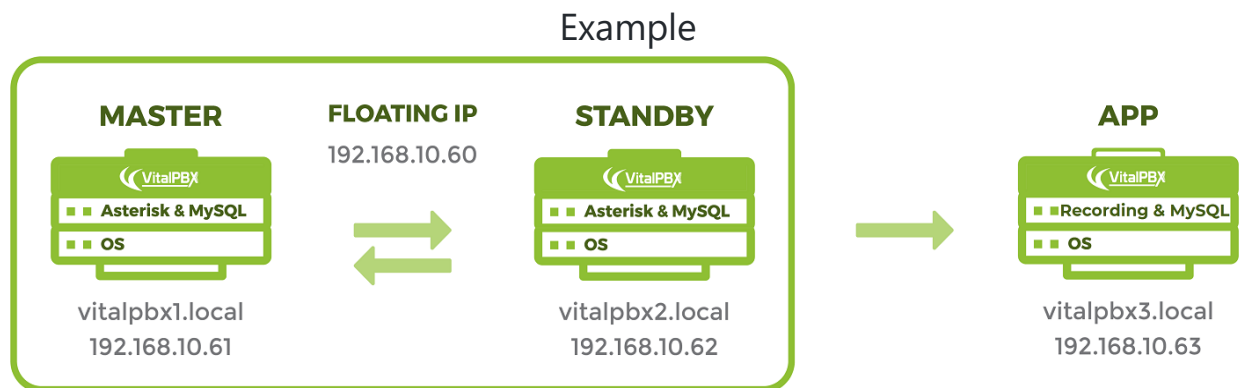 Example
MASTER
VitalPBX
Asterisk & MySQL
OS
vitalpbx1.local
192.168.10.61
FLOATING IP
192.168.10.60
STANDBY
VitalPBX
Asterisk & MySQL
OS
vitalpbx2.local
192.168.10.62
APP
VitalPBX
Recording & MySQL
OS
vitalpbx3.local
192.168.10.63